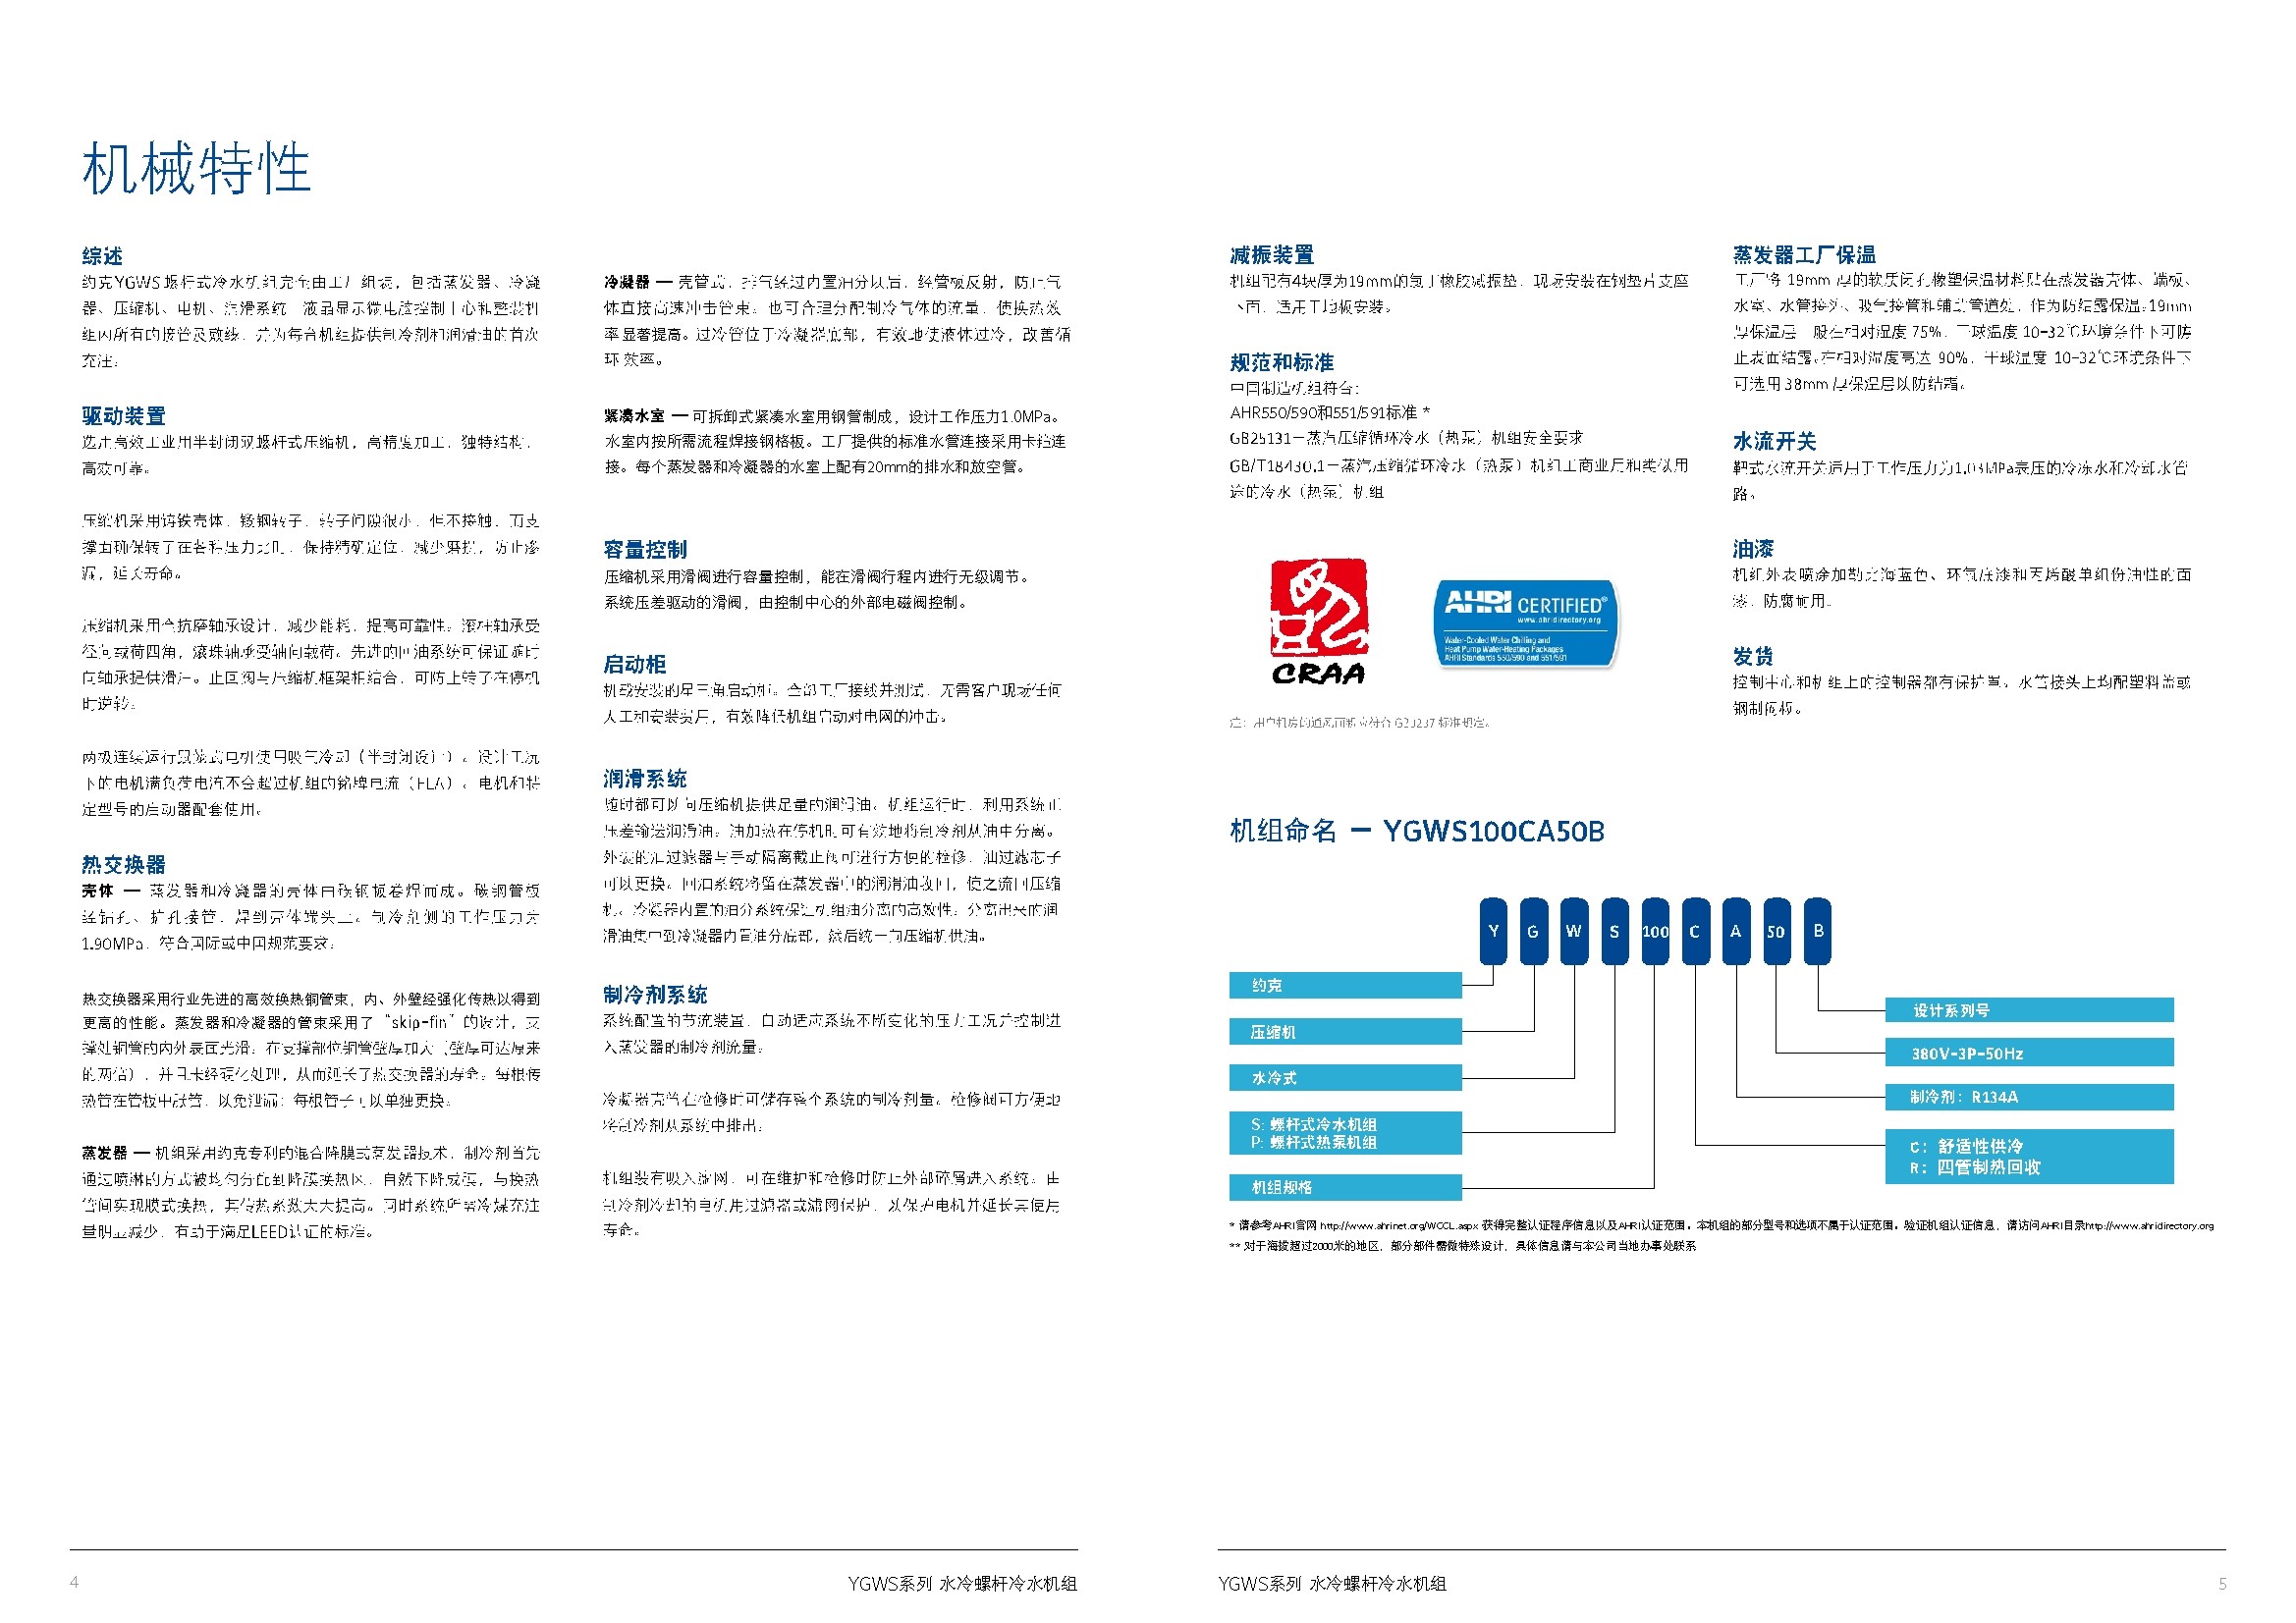 机械特性
综述
约克YGWS 螺杆式冷水机组完全由工厂组装，包括蒸发器、冷凝
器、压缩机、电机、润滑系统、液晶显示微电脑控制中心和整装机
组内所有的接管及配线，并为每台机组提供制冷剂和润滑油的首次
充注。
驱动装置
选用高效工业用半封闭双螺杆式压缩机，高精度加工，独特结构，
高效可靠。
压缩机采用铸铁壳体，锻钢转子，转子间隙很小，但不接触，而支
撑面确保转子在各种压力比时，保持精确定位，减少磨损，防止渗
漏，延长寿命。
压缩机采用低抗磨轴承设计，减少能耗，提高可靠性。滚柱轴承受
径向载荷四角，滚珠轴承受轴向载荷。先进的回油系统可保证随时
向轴承提供滑油。止回阀与压缩机框架相结合，可防止转子在停机
时逆转。
两极连续运行鼠笼式电机使用吸气冷却（半封闭设计）。设计工况
下的电机满负荷电流不会超过机组的铭牌电流（FLA）。电机和特
定型号的启动器配套使用。
热交换器
壳体 — 蒸发器和冷凝器的壳体由碳钢板卷焊而成。碳钢管板
经钻孔、扩孔接管，焊到壳体端头上。制冷剂侧的工作压力为
1.90MPa，符合国际或中国规范要求。
热交换器采用行业先进的高效换热铜管束，内、外壁经强化传热以得到
更高的性能。蒸发器和冷凝器的管束采用了“skip-fin”的设计，支
撑处铜管的内外表面光滑。在支撑部位铜管壁厚加大（壁厚可达原来
的两倍），并且未经硬化处理，从而延长了热交换器的寿命。每根传
热管在管板中胀管，以免泄漏；每根管子可以单独更换。
蒸发器 — 机组采用约克专利的混合降膜式蒸发器技术，制冷剂首先
通过喷淋的方式被均匀分配到降膜换热区，自然下降成膜，与换热
管间实现膜式换热，其传热系数大大提高。同时系统所需冷媒充注
量明显减少，有助于满足LEED认证的标准。
冷凝器 — 壳管式，排气经过内置油分以后，经管板反射，防止气
体直接高速冲击管束。也可合理分配制冷气体的流量，使换热效
率显著提高。过冷管位于冷凝器底部，有效地使液体过冷，改善循
环 效率。
紧凑水室 — 可拆卸式紧凑水室用钢管制成，设计工作压力1.0MPa。
水室内按所需流程焊接钢格板。工厂提供的标准水管连接采用卡箍连
接。每个蒸发器和冷凝器的水室上配有20mm的排水和放空管。
容量控制
压缩机采用滑阀进行容量控制，能在滑阀行程内进行无级调节。
系统压差驱动的滑阀，由控制中心的外部电磁阀控制。
启动柜
机载安装的星三角启动柜。全部工厂接线并测试，无需客户现场任何
人工和安装费用，有效降低机组启动对电网的冲击。
润滑系统
随时都可以向压缩机提供足量的润滑油。机组运行时，利用系统正
压差输送润滑油。油加热在停机时可有效地将制冷剂从油中分离。
外装的油过滤器与手动隔离截止阀可进行方便的检修，油过滤芯子
可以更换。回油系统将留在蒸发器中的润滑油收回，使之流回压缩
机。冷凝器内置的油分系统保证机组油分离的高效性。分离出来的润
滑油集中到冷凝器内置油分底部，然后统一向压缩机供油。
制冷剂系统
系统配置的节流装置，自动适应系统不断变化的压力工况并控制进
入蒸发器的制冷剂流量。
冷凝器壳管在检修时可储存整个系统的制冷剂量。检修阀可方便地
将制冷剂从系统中排出。
机组装有吸入滤网，可在维护和检修时防止外部碎屑进入系统。由
制冷剂冷却的电机用过滤器或滤网保护，以保护电机并延长其使用
寿命。
减振装置
机组配有4块厚为19mm的氯丁橡胶减振垫，现场安装在钢垫片支座
下面，适用于地板安装。
规范和标准
中国制造机组符合：
AHR550/590和551/591标准 *
GB25131—蒸汽压缩循环冷水（热泵）机组安全要求
GB/T18430.1—蒸汽压缩循环冷水（热泵）机组工商业用和类似用
途的冷水（热泵）机组
CRAA
AHRI CERTIFIED®
www.ahridirectory.org
Water-Cooled Water Chilling and
Heat Pump Water-Heating Packages
AHRI Standards 550/590 and 551/591
注：用户机房的通风面积应符合 GB9237 标准规定。
蒸发器工厂保温
工厂将 19mm 厚的软质闭孔橡塑保温材料贴在蒸发器壳体、端板、
水室、水管接头、吸气接管和辅助管道处，作为防结露保温。19mm
厚保温层一般在相对湿度 75%，干球温度 10-32℃环境条件下可防
止表面结露。在相对湿度高达 90%，干球温度 10-32℃环境条件下
可选用 38mm 厚保温层以防结霜。
水流开关
靶式水流开关适用于工作压力为1.03MPa表压的冷冻水和冷却水管
路。
油漆
机组外表喷涂加勒比海蓝色、环氧底漆和丙烯酸单组份油性的面
漆，防腐耐用。
发货
控制中心和机组上的控制器都有保护罩。水管接头上均配塑料盖或
钢制闷板。
机组命名 — YGWS100CA50B
Y G W S 100 C A 50 B
约克
压缩机
水冷式
S: 螺杆式冷水机组
P: 螺杆式热泵机组
机组规格
设计系列号
380V-3P-50Hz
制冷剂：R134A
C：舒适性供冷
R：四管制热回收
* 请参考AHRI官网 http://www.ahrinet.org/WCCL.aspx 获得完整认证程序信息以及AHRI认证范围。本机组的部分型号和选项不属于认证范围。验证机组认证信息，请访问AHRI目录http://www.ahridirectory.org
** 对于海拔超过2000米的地区，部分部件需做特殊设计，具体信息请与本公司当地办事处联系
4
YGWS系列 水冷螺杆冷水机组
YGWS系列 水冷螺杆冷水机组
5